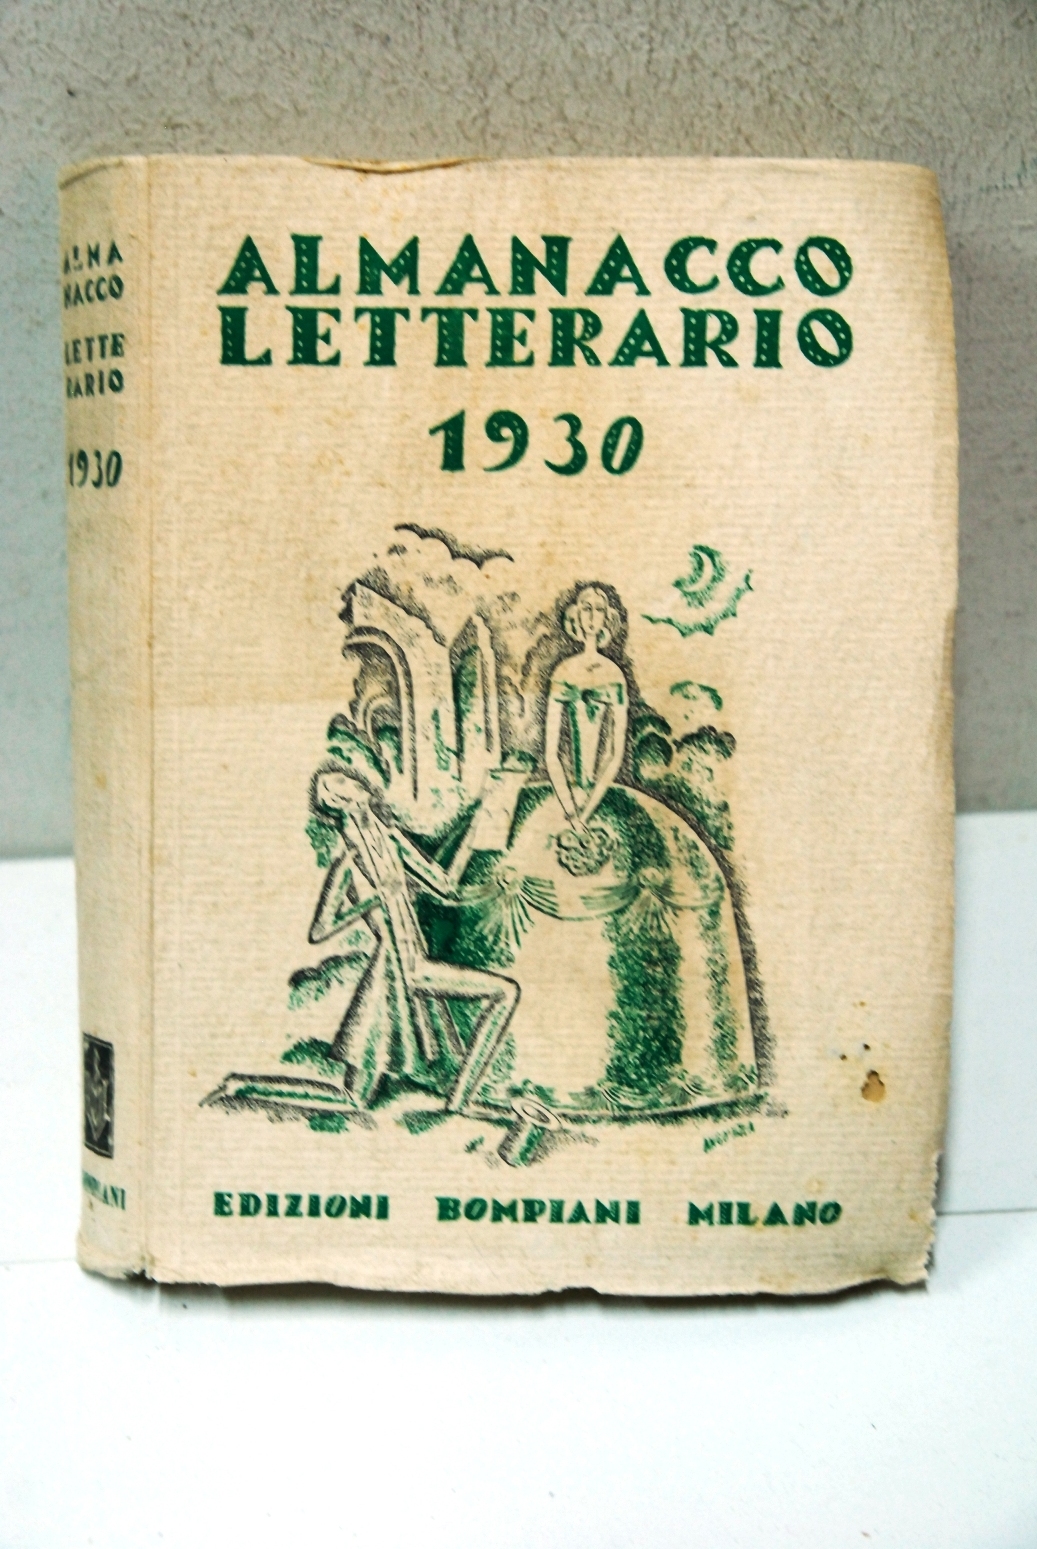 ALMA
NACCO
LETTE
RARIO
1930
ALMANACCO
LETTERARIO
1930
EDIZIONI BOMPIANI MILANO
BOMPIANI